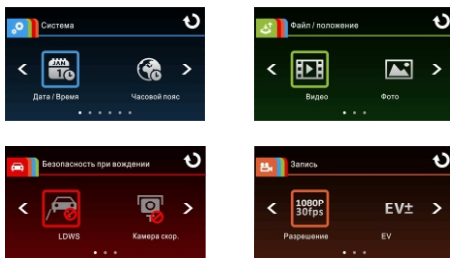 Система
16
Дата / Время
Часовой пояс
Файл / положение
Видео
Фото
Безопасность при вождении
LDWS
Камера скор.
Запись
1080P
30fps
EV±
Разрешение
EV